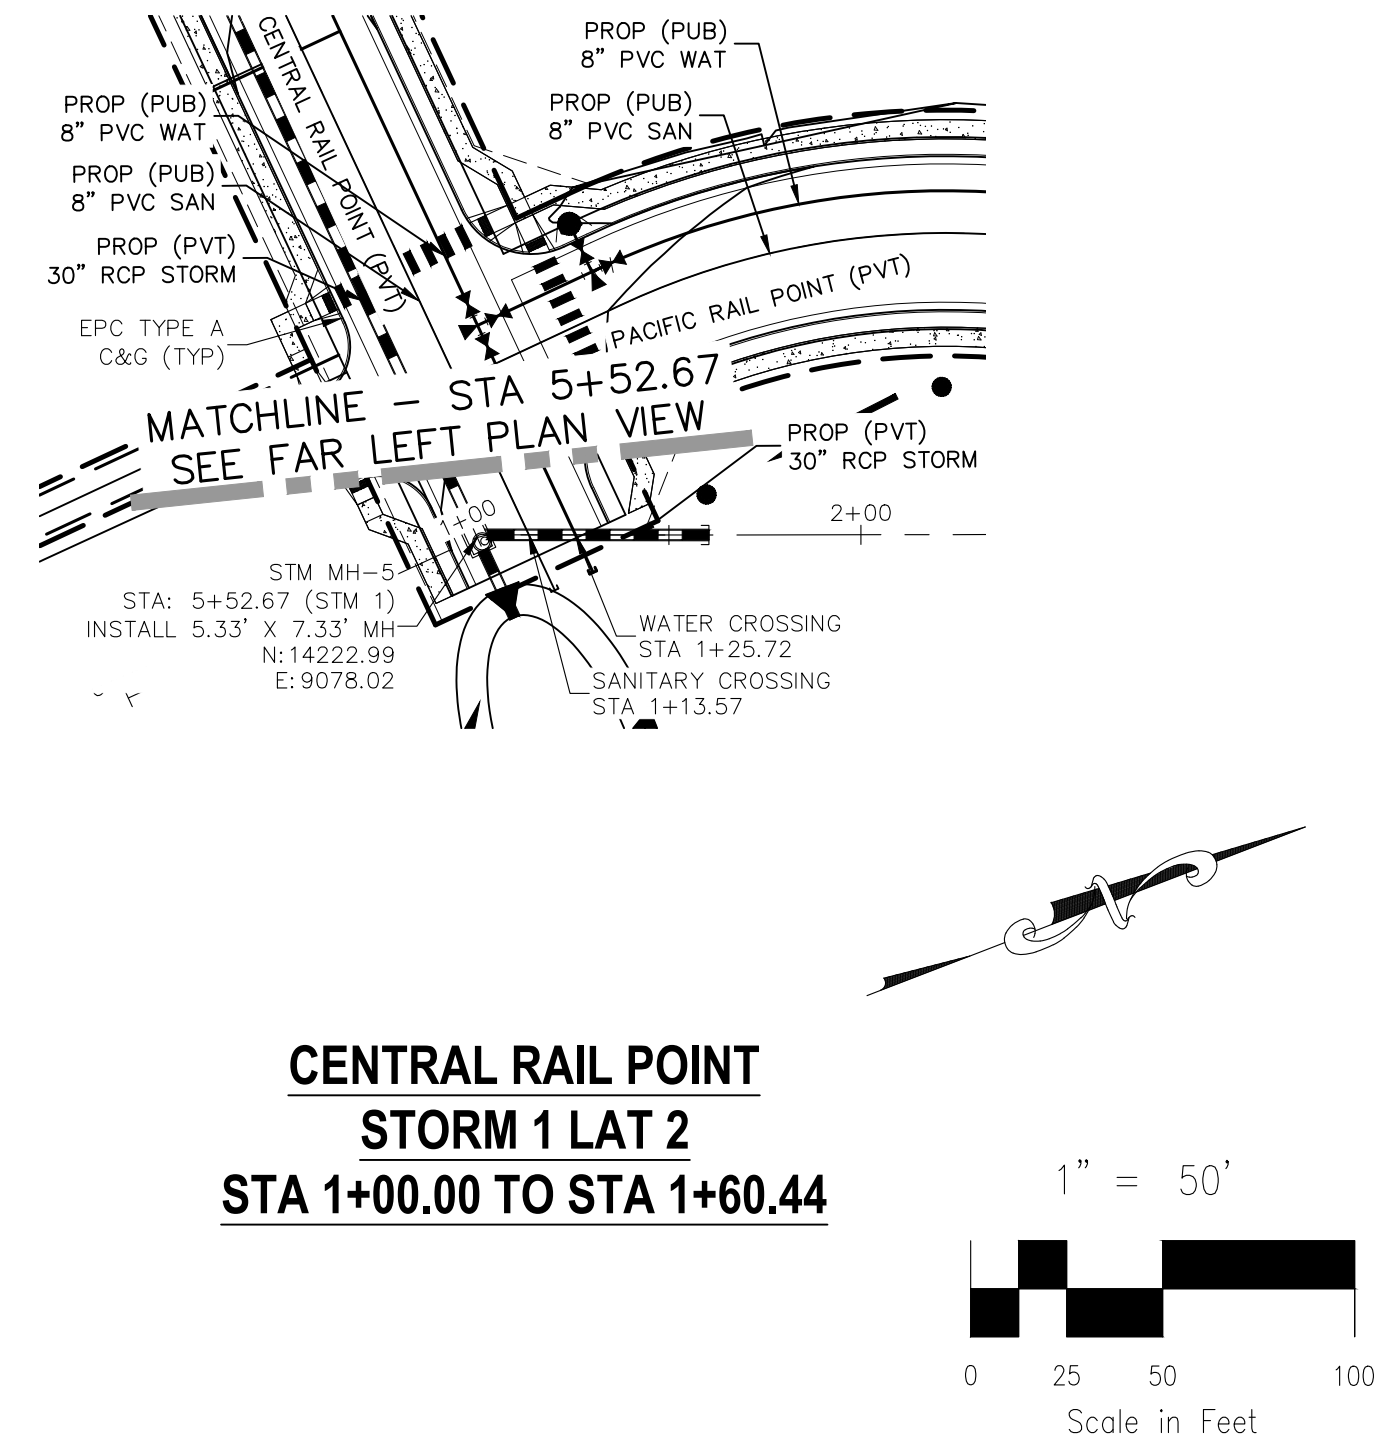 CENTRAL RAIL POINT (PVT)
PROP (PUB)
8" PVC WAT
PROP (PUB)
8" PVC SAN
PROP (PUB)
8" PVC WAT
PROP (PUB)
8" PVC SAN
PROP (PVT)
30" RCP STORM
EPC TYPE A
C&G (TYP)
PACIFIC RAIL POINT (PVT)
MATCHLINE – STA 5+52.67
SEE FAR LEFT PLAN VIEW
PROP (PVT)
30" RCP STORM
1+00
2+00
STM MH-5
STA: 5+52.67 (STM 1)
INSTALL 5.33' X 7.33' MH
N:14222.99
E:9078.02
WATER CROSSING
STA 1+25.72
SANITARY CROSSING
STA 1+13.57
N
CENTRAL RAIL POINT
STORM 1 LAT 2
STA 1+00.00 TO STA 1+60.44
1" = 50'
0 25 50 100
Scale in Feet